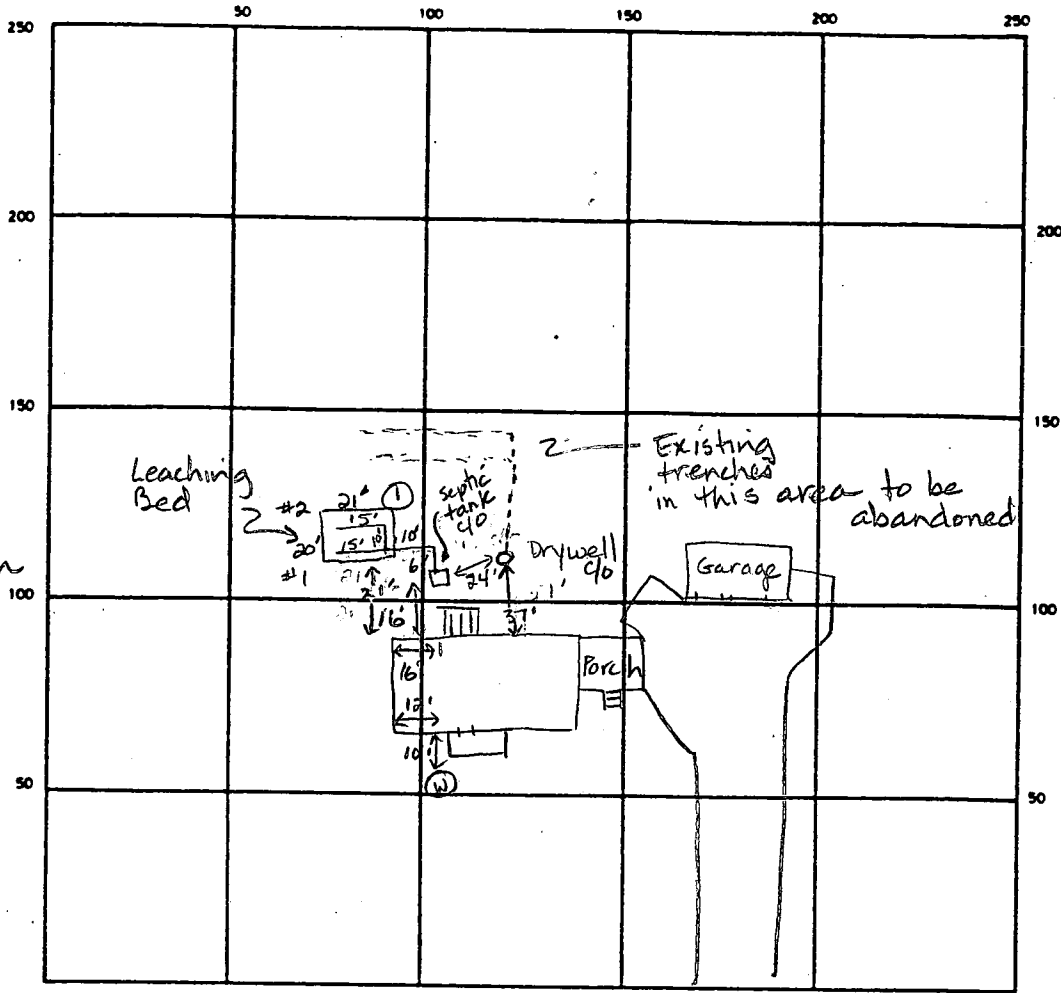 50 100 150 200
250 250
200 200
150 150
Existing
trenches
in this area to be
abandoned
Leaching
Bed
septic
tank
c/o
#2 21' 1
15'
20' 15' 10' 10'
#1 6'
24' Drywell
c/o
Garage
100 100
16' 37'
16' Porch
12'
10'
W
50 50